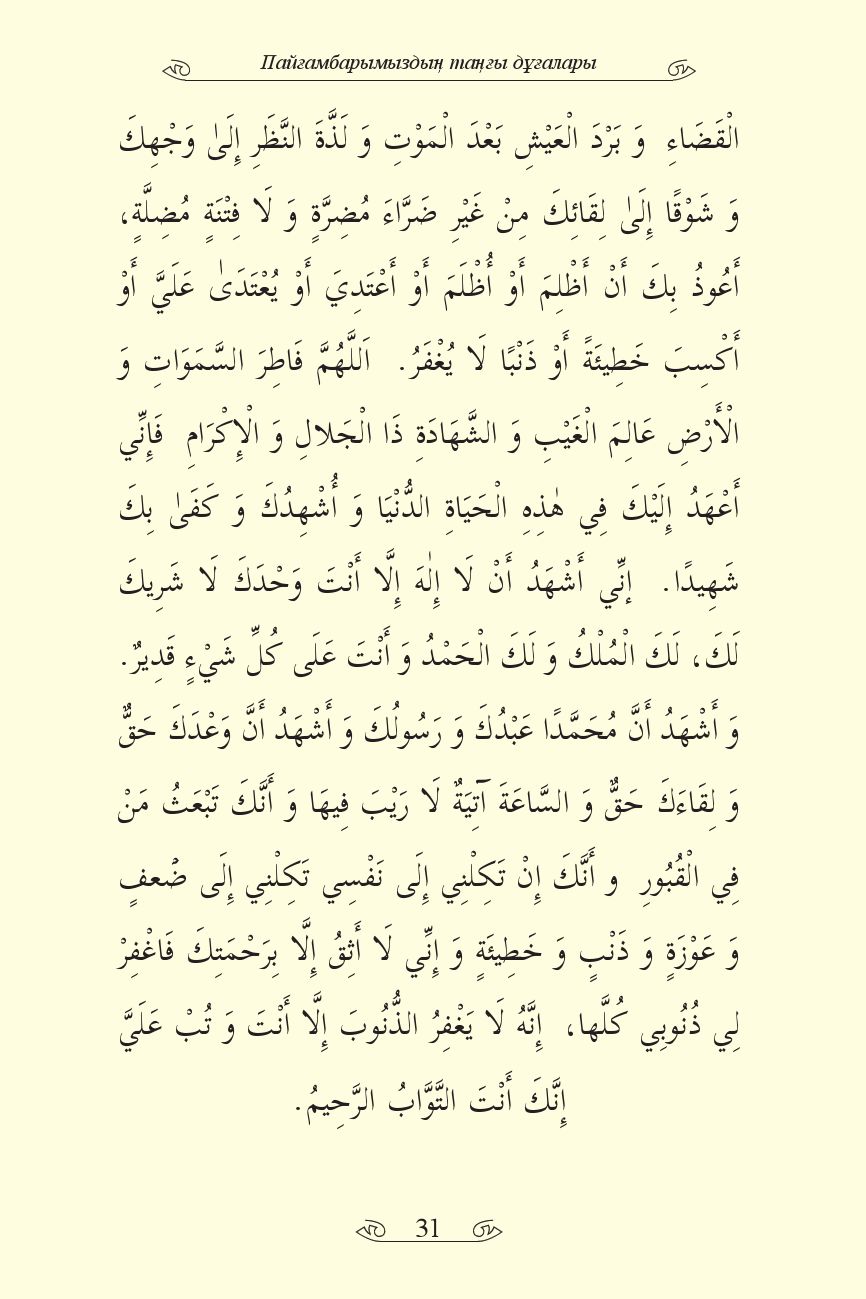 Пайғамбарымыздың таңғы дұғалары
الْقَضَاءِ وَ بَرْدَ الْعَيْشِ بَعْدَ الْمَوْتِ وَ لَذَّةَ النَّظَرِ إِلَىٰ وَجْهِكَ
وَ شَوْقًا إِلَىٰ لِقَائِكَ مِنْ غَيْرِ ضَرَّاءَ مُضِرَّةٍ وَ لَا فِتْنَةٍ مُضِلَّةٍ،
أَعُوذُ بِكَ أَنْ أَظْلِمَ أَوْ أُظْلَمَ أَوْ أَعْتَدِيَ أَوْ يُعْتَدَىٰ عَلَيَّ أَوْ
أَكْسِبَ خَطِيئَةً أَوْ ذَنْبًا لَا يُغْفَرُ. اَللَّهُمَّ فَاطِرَ السَّمَوَاتِ وَ
الْأَرْضِ عَالِمَ الْغَيْبِ وَ الشَّهَادَةِ ذَا الْجَلالِ وَ الْإِكْرَامِ فَإِنِّي
أَعْهَدُ إِلَيْكَ فِي هٰذِهِ الْحَيَاةِ الدُّنْيَا وَ أُشْهِدُكَ وَ كَفَىٰ بِكَ
شَهِيدًا. إنِّي أَشْهَدُ أَنْ لَا إِلٰهَ إِلَّا أَنْتَ وَحْدَكَ لَا شَرِيكَ
لَكَ، لَكَ الْمُلْكُ وَ لَكَ الْحَمْدُ وَ أَنْتَ عَلَى كُلِّ شَيْءٍ قَدِيرٌ.
وَ أَشْهَدُ أَنَّ مُحَمَّدًا عَبْدُكَ وَ رَسُولُكَ وَ أَشْهَدُ أَنَّ وَعْدَكَ حَقٌّ
وَ لِقَاءَكَ حَقٌّ وَ السَّاعَةَ آتِيَةٌ لَا رَيْبَ فِيهَا وَ أَنَّكَ تَبْعَثُ مَنْ
فِي الْقُبُورِ و أَنَّكَ إِنْ تَكِلْنِي إِلَى نَفْسِي تَكِلْنِي إِلَى ضُعفٍ
وَ عَوْزَةٍ وَ ذَنْبٍ وَ خَطِيئَةٍ وَ إِنِّي لَا أَثِقُ إِلَّا بِرَحْمَتِكَ فَاغْفِرْ
لِي ذُنُوبِي كُلَّها، إِنَّهُ لَا يَغْفِرُ الذُّنُوبَ إِلَّا أَنْتَ وَ تُبْ عَلَيَّ
إِنَّكَ أَنْتَ التَّوَّابُ الرَّحِيمُ.
31